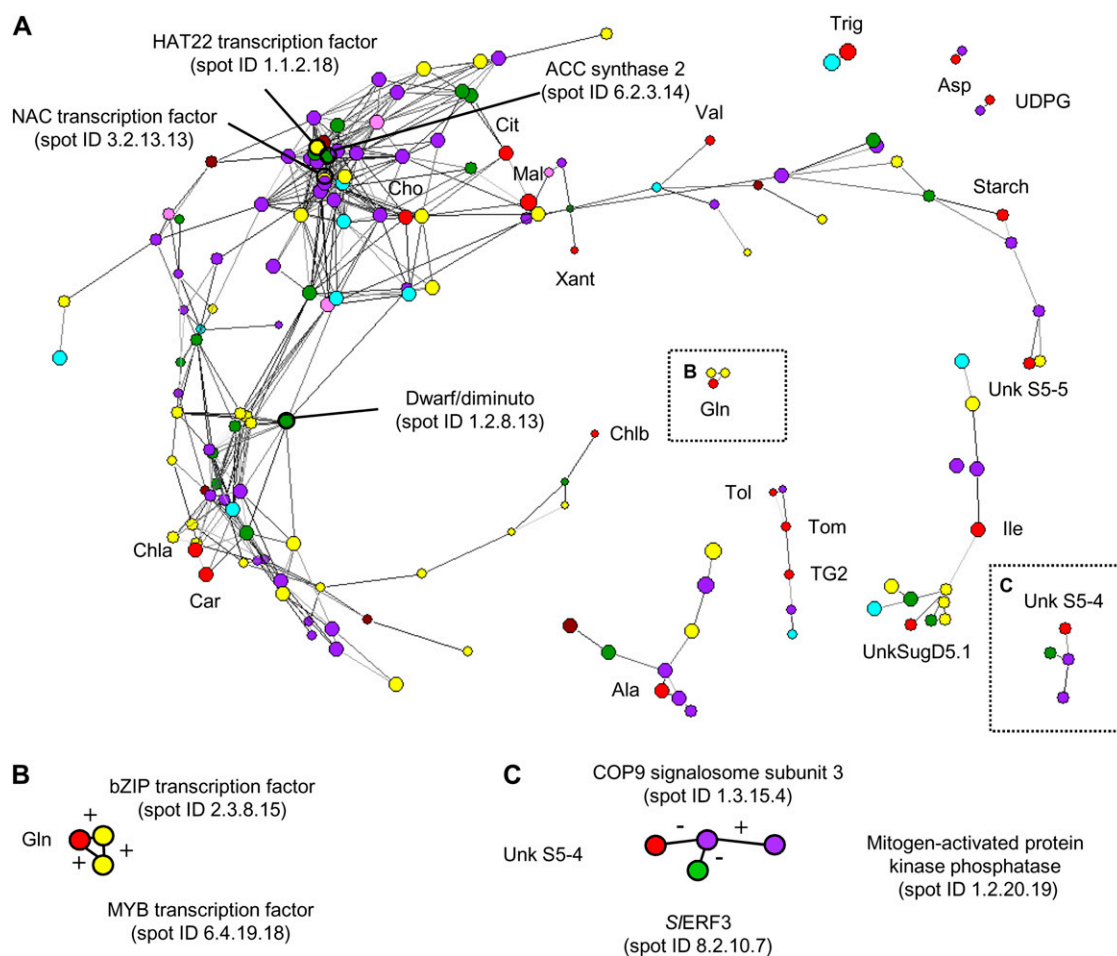 A
HAT22 transcription factor
(spot ID 1.1.2.18)
NAC transcription factor
(spot ID 3.2.13.13)
ACC synthase 2
(spot ID 6.2.3.14)
Trig
Asp
UDPG
Val
Cit
Mal
Cho
Starch
Xant
Unk S5-5
B
Gln
Dwarf/diminuto
(spot ID 1.2.8.13)
Chlb
Tol
Tom
TG2
Ile
Chla
Car
Ala
UnkSugD5.1
C
Unk S5-4
B
bZIP transcription factor
(spot ID 2.3.8.15)
Gln
+
+
+
MYB transcription factor
(spot ID 6.4.19.18)
C
COP9 signalosome subunit 3
(spot ID 1.3.15.4)
Unk S5-4
- +
-
Mitogen-activated protein
kinase phosphatase
(spot ID 1.2.20.19)
SlERF3
(spot ID 8.2.10.7)